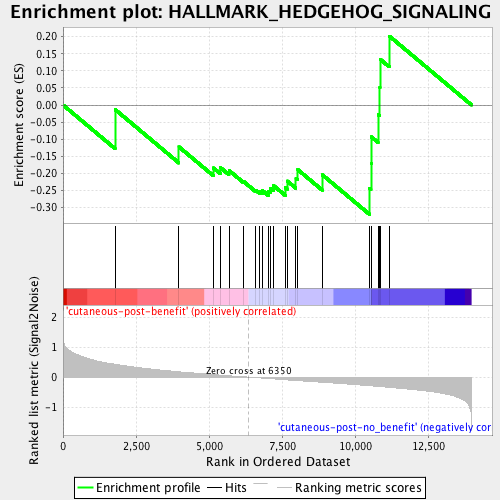 Enrichment plot: HALLMARK_HEDGEHOG_SIGNALING
Enrichment score (ES)
0.20
0.15
0.10
0.05
0.00
-0.05
-0.10
-0.15
-0.20
-0.25
-0.30
'cutaneous-post-benefit' (positively correlated)
Ranked list metric (Signal2Noise)
2
1
0
-1
Zero cross at 6350
'cutaneous-post-no_benefit' (negatively cor
0
2,500
5,000
7,500
10,000
12,500
Rank in Ordered Dataset
Enrichment profile
Hits
Ranking metric scores